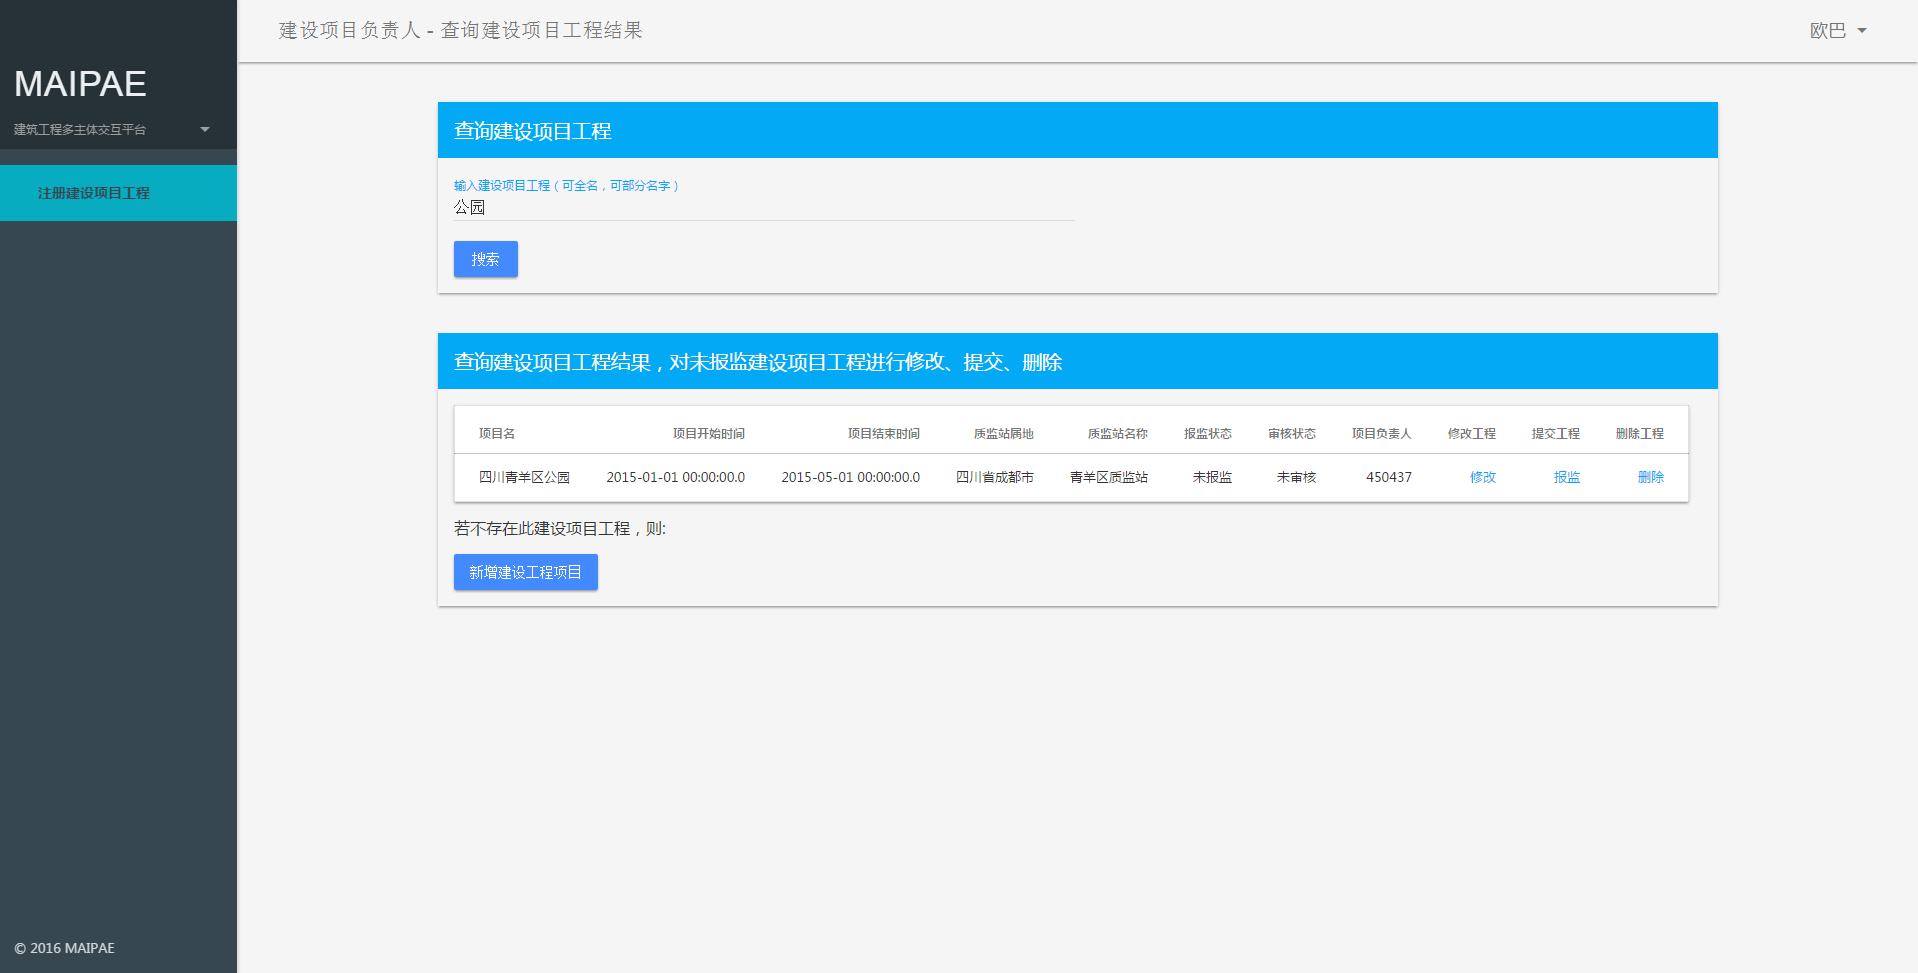 MAIPAE
建筑工程多主体交互平台
注册建设项目工程
© 2016 MAIPAE
建设项目负责人 - 查询建设项目工程结果
欧巴
查询建设项目工程
输入建设项目工程（可全名，可部分名字）
公园
搜索
查询建设项目工程结果，对未报监建设项目工程进行修改、提交、删除
项目名 项目开始时间 项目结束时间 质监站属地 质监站名称 报监状态 审核状态 项目负责人 修改工程 提交工程 删除工程
四川青羊区公园 2015-01-01 00:00:00.0 2015-05-01 00:00:00.0 四川省成都市 青羊区质监站 未报监 未审核 450437 修改 报监 删除
若不存在此建设项目工程，则:
新增建设工程项目